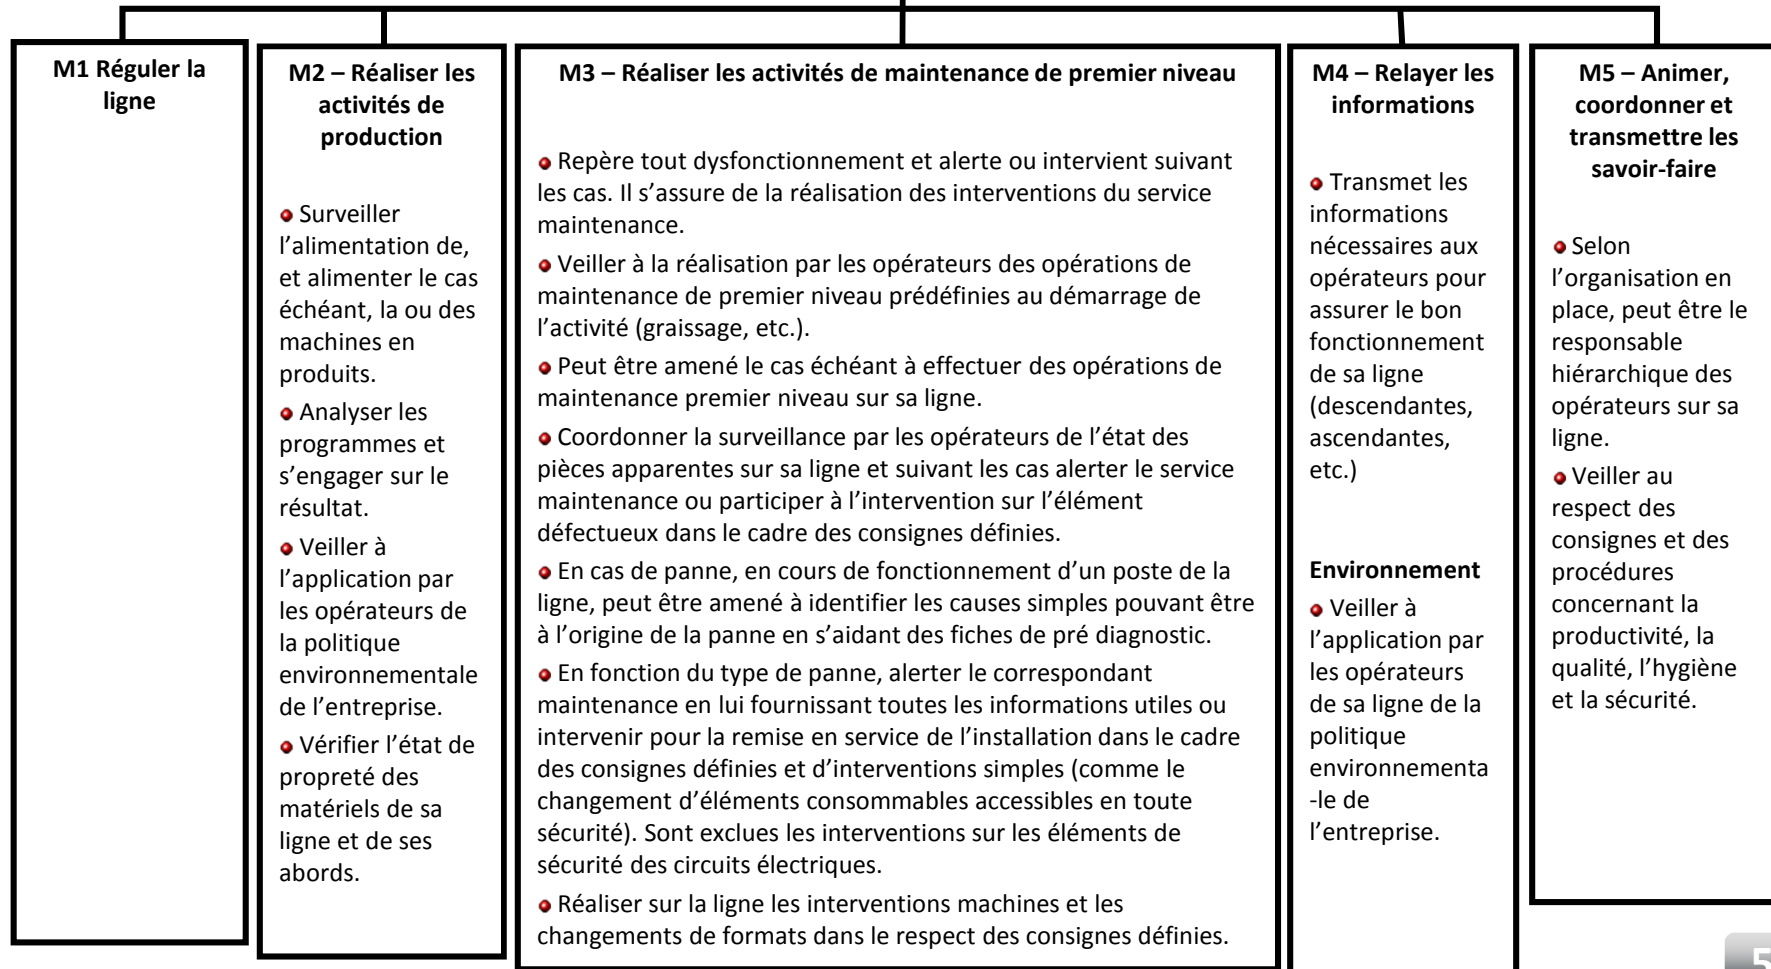 M1 Réguler la
ligne
M2 – Réaliser les
activités de
production
• Surveiller
l’alimentation de,
et alimenter le cas
échéant, la ou des
machines en
produits.
• Analyser les
programmes et
s’engager sur le
résultat.
• Veiller à
l’application par
les opérateurs de
la politique
environnementale
de l’entreprise.
• Vérifier l’état de
propreté des
matériels de sa
ligne et de ses
abords.
M3 – Réaliser les activités de maintenance de premier niveau
• Repère tout dysfonctionnement et alerte ou intervient suivant
les cas. Il s’assure de la réalisation des interventions du service
maintenance.
• Veiller à la réalisation par les opérateurs des opérations de
maintenance de premier niveau prédéfinies au démarrage de
l’activité (graissage, etc.).
• Peut être amené le cas échéant à effectuer des opérations de
maintenance premier niveau sur sa ligne.
• Coordonner la surveillance par les opérateurs de l’état des
pièces apparentes sur sa ligne et suivant les cas alerter le service
maintenance ou participer à l’intervention sur l’élément
défectueux dans le cadre des consignes définies.
• En cas de panne, en cours de fonctionnement d’un poste de la
ligne, peut être amené à identifier les causes simples pouvant être
à l’origine de la panne en s’aidant des fiches de pré diagnostic.
• En fonction du type de panne, alerter le correspondant
maintenance en lui fournissant toutes les informations utiles ou
intervenir pour la remise en service de l’installation dans le cadre
des consignes définies et d’interventions simples (comme le
changement d’éléments consommables accessibles en toute
sécurité). Sont exclues les interventions sur les éléments de
sécurité des circuits électriques.
• Réaliser sur la ligne les interventions machines et les
changements de formats dans le respect des consignes définies.
M4 – Relayer les
informations
• Transmet les
informations
nécessaires aux
opérateurs pour
assurer le bon
fonctionnement
de sa ligne
(descendantes,
ascendantes,
etc.)
Environnement
• Veiller à
l’application par
les opérateurs
de sa ligne de la
politique
environnementa
-le de
l’entreprise.
M5 – Animer,
coordonner et
transmettre les
savoir-faire
• Selon
l’organisation en
place, peut être le
responsable
hiérarchique des
opérateurs sur sa
ligne.
• Veiller au
respect des
consignes et des
procédures
concernant la
productivité, la
qualité, l’hygiène
et la sécurité.
5